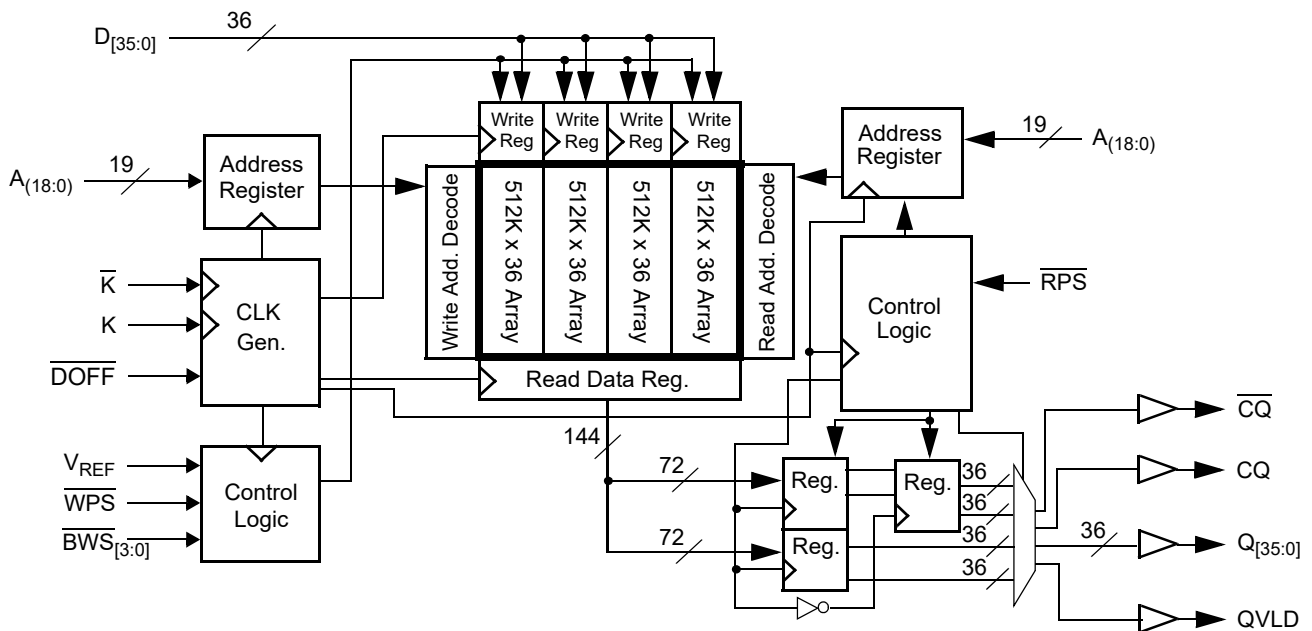 D[35:0]
36
Write
Reg
Write
Reg
Write
Reg
Write
Reg
A(18:0)
19
Address
Register
Write Add. Decode
512K x 36 Array
512K x 36 Array
512K x 36 Array
512K x 36 Array
Read Add. Decode
Address
Register
19
A(18:0)
K
K
DOFF
CLK
Gen.
Control
Logic
RPS
Read Data Reg.
VREF
WPS
BWS[3:0]
Control
Logic
144
72
72
Reg.
Reg.
Reg.
36
36
36
36
36
CQ
CQ
Q[35:0]
QVLD